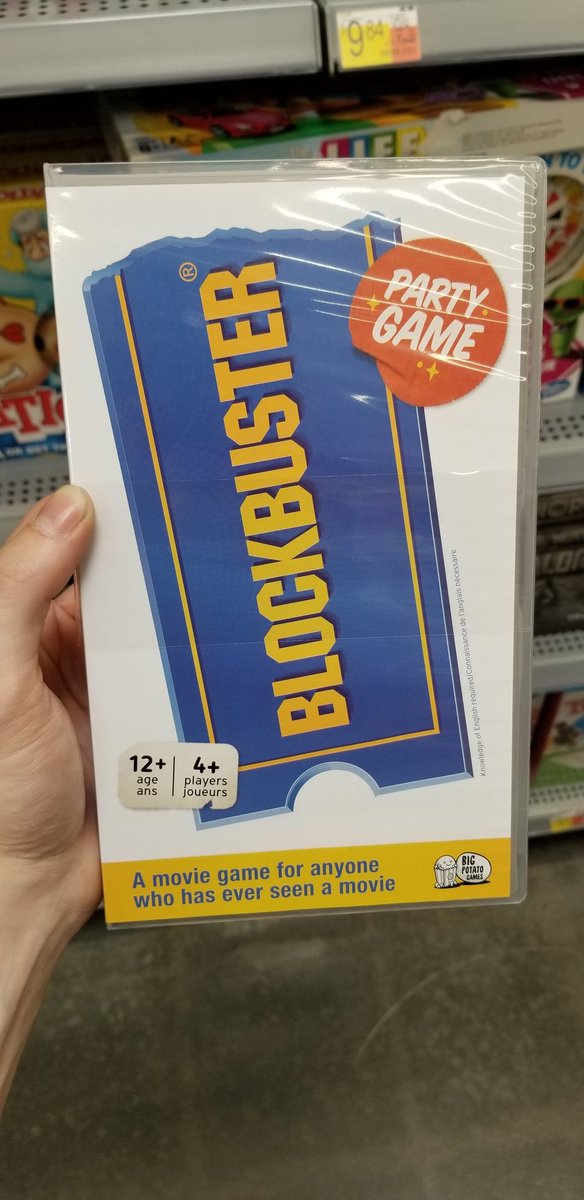 9 84
LIFE
PARTY
GAME
BLOCKBUSTER®
Knowledge of English required/Connaissance de l'anglais nécessaire
12+
age
ans
4+
players
joueurs
A movie game for anyone
who has ever seen a movie
BIG
POTATO
GAMES